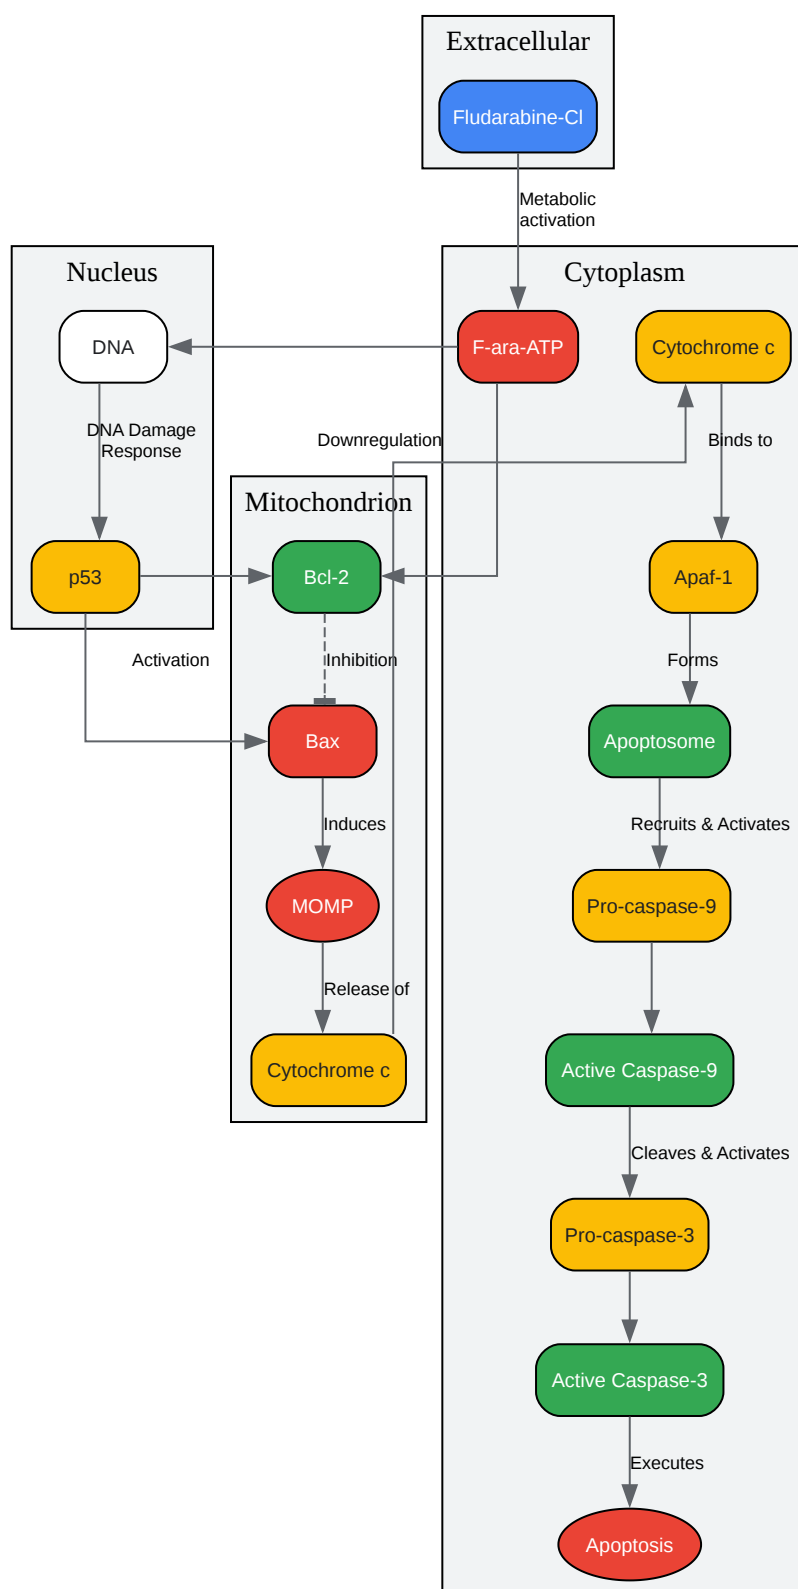 Extracellular
Fludarabine-Cl
Metabolic
activation
Nucleus
Cytoplasm
DNA
F-ara-ATP
Cytochrome c
DNA Damage
Response
Downregulation
Binds to
Mitochondrion
p53
Bcl-2
Apaf-1
Activation
Inhibition
Forms
Bax
Apoptosome
Induces
Recruits & Activates
MOMP
Pro-caspase-9
Release of
Cytochrome c
Active Caspase-9
Cleaves & Activates
Pro-caspase-3
Active Caspase-3
Executes
Apoptosis